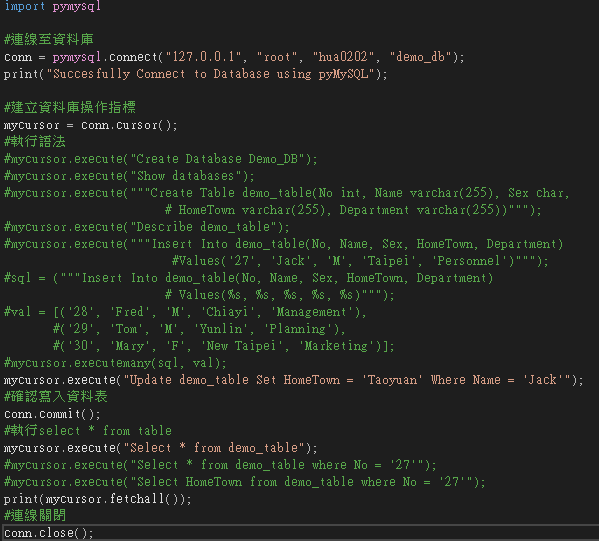 import pymysql
#連線至資料庫
conn = pymysql.connect("127.0.0.1", "root", "hua0202", "demo_db");
print("Succesfully Connect to Database using pyMySQL");
#建立資料庫操作指標
mycursor = conn.cursor();
#執行語法
#mycursor.execute("Create Database Demo_DB");
#mycursor.execute("Show databases");
#mycursor.execute("""Create Table demo_table(No int, Name varchar(255), Sex char,
# HomeTown varchar(255), Department varchar(255))""");
#mycursor.execute("Describe demo_table");
#mycursor.execute("""Insert Into demo_table(No, Name, Sex, HomeTown, Department)
#Values('27', 'Jack', 'M', 'Taipei', 'Personnel')""");
#sql = ("""Insert Into demo_table(No, Name, Sex, HomeTown, Department)
# Values(%s, %s, %s, %s, %s)""");
#val = [('28', 'Fred', 'M', 'Chiayi', 'Management'),
#('29', 'Tom', 'M', 'Yunlin', 'Planning'),
#('30', 'Mary', 'F', 'New Taipei', 'Marketing')];
#mycursor.executemany(sql, val);
mycursor.execute("Update demo_table Set HomeTown = 'Taoyuan' Where Name = 'Jack'");
#確認寫入資料表
conn.commit();
#執行select * from table
mycursor.execute("Select * from demo_table");
#mycursor.execute("Select * from demo_table where No = '27'");
#mycursor.execute("Select HomeTown from demo_table where No = '27'");
print(mycursor.fetchall());
#連線關閉
conn.close();